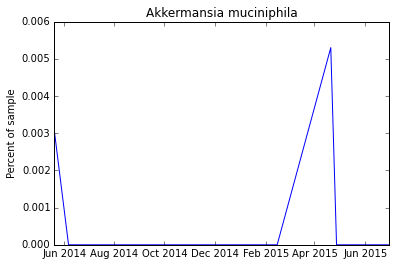 Akkermansia muciniphila
Percent of sample
0.006
0.005
0.004
0.003
0.002
0.001
0.000
Jun 2014 Aug 2014 Oct 2014 Dec 2014 Feb 2015 Apr 2015 Jun 2015